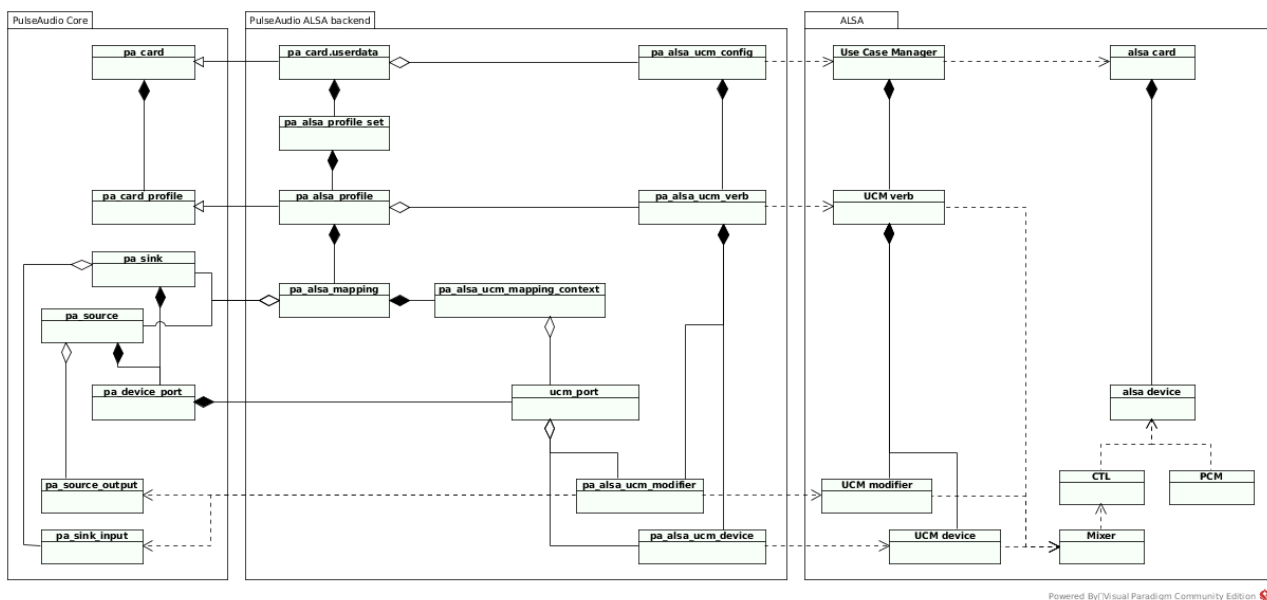 PulseAudio Core
PulseAudio ALSA backend
ALSA
pa_card
pa_card.userdata
pa_alsa_ucm_config
Use Case Manager
alsa card
pa_alsa_profile_set
pa_card_profile
pa_alsa_profile
pa_alsa_ucm_verb
UCM verb
pa_sink
pa_alsa_mapping
pa_alsa_ucm_mapping_context
pa_source
pa_device_port
ucm_port
alsa device
pa_source_output
pa_alsa_ucm_modifier
UCM modifier
CTL
PCM
pa_sink_input
pa_alsa_ucm_device
UCM device
Mixer
Powered By Visual Paradigm Community Edition